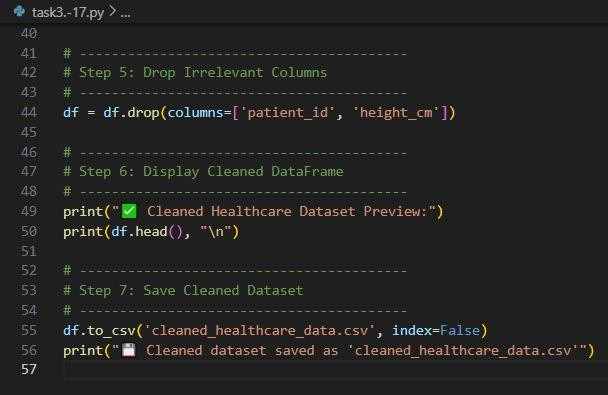 task3.-17.py > ...
40
41 # -----------------------------------------
42 # Step 5: Drop Irrelevant Columns
43 # -----------------------------------------
44 df = df.drop(columns=['patient_id', 'height_cm'])
45
46 # -----------------------------------------
47 # Step 6: Display Cleaned DataFrame
48 # -----------------------------------------
49 print("✅ Cleaned Healthcare Dataset Preview:")
50 print(df.head(), "\n")
51
52 # -----------------------------------------
53 # Step 7: Save Cleaned Dataset
54 # -----------------------------------------
55 df.to_csv('cleaned_healthcare_data.csv', index=False)
56 print("💾 Cleaned dataset saved as 'cleaned_healthcare_data.csv'")
57